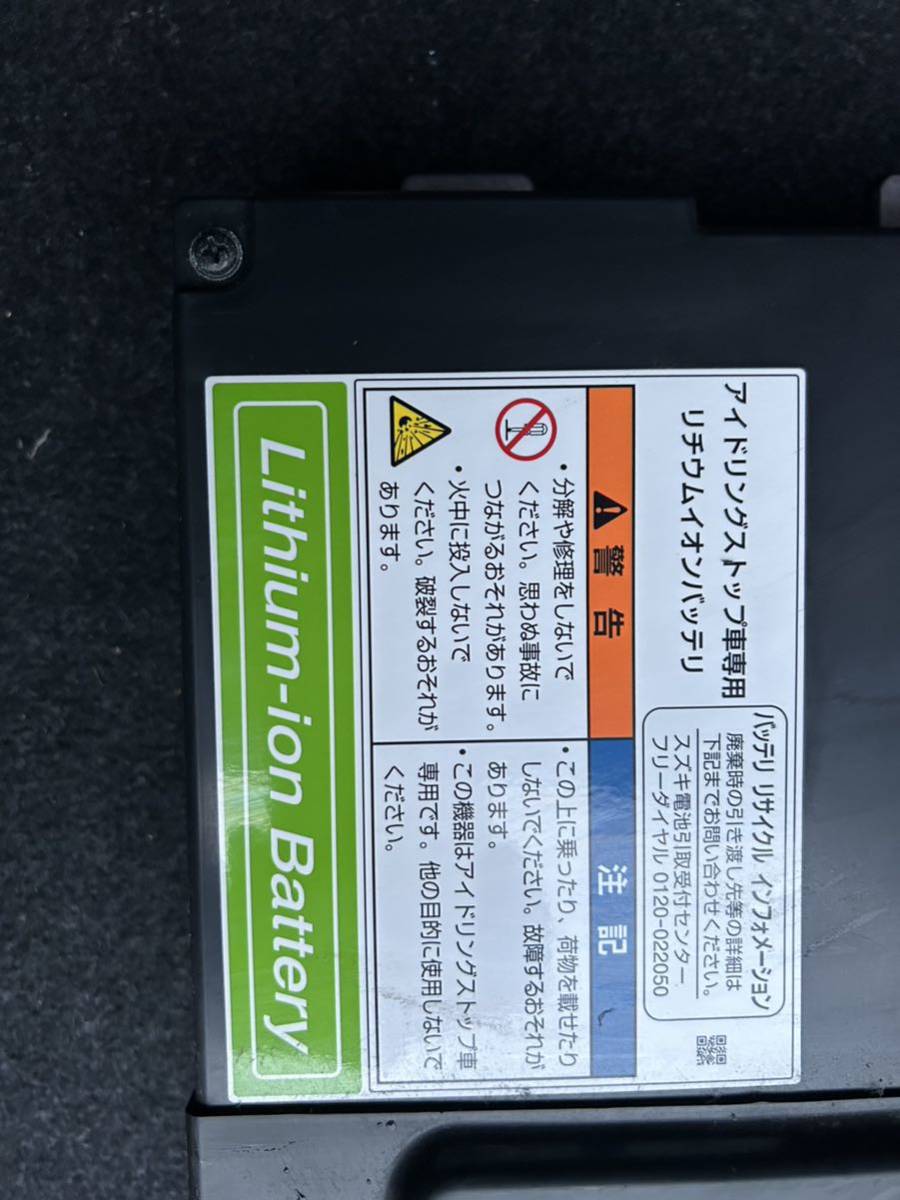 アイドリングストップ車専用
リチウムイオンバッテリ
バッテリ リサイクル インフォメーション
廃棄時の引き渡し先等の詳細は
下記までお問い合わせください。
スズキ電池引取受付センター
フリーダイヤル 0120-022050
警告
・分解や修理をしないで
ください。思わぬ事故に
つながるおそれがあります。
・火中に投入しないで
ください。破裂するおそれが
あります。
注記
・この上に乗ったり、荷物を載せたり
しないでください。故障するおそれが
あります。
・この機器はアイドリングストップ車
専用です。他の目的に使用しないで
ください。
Lithium-ion Battery